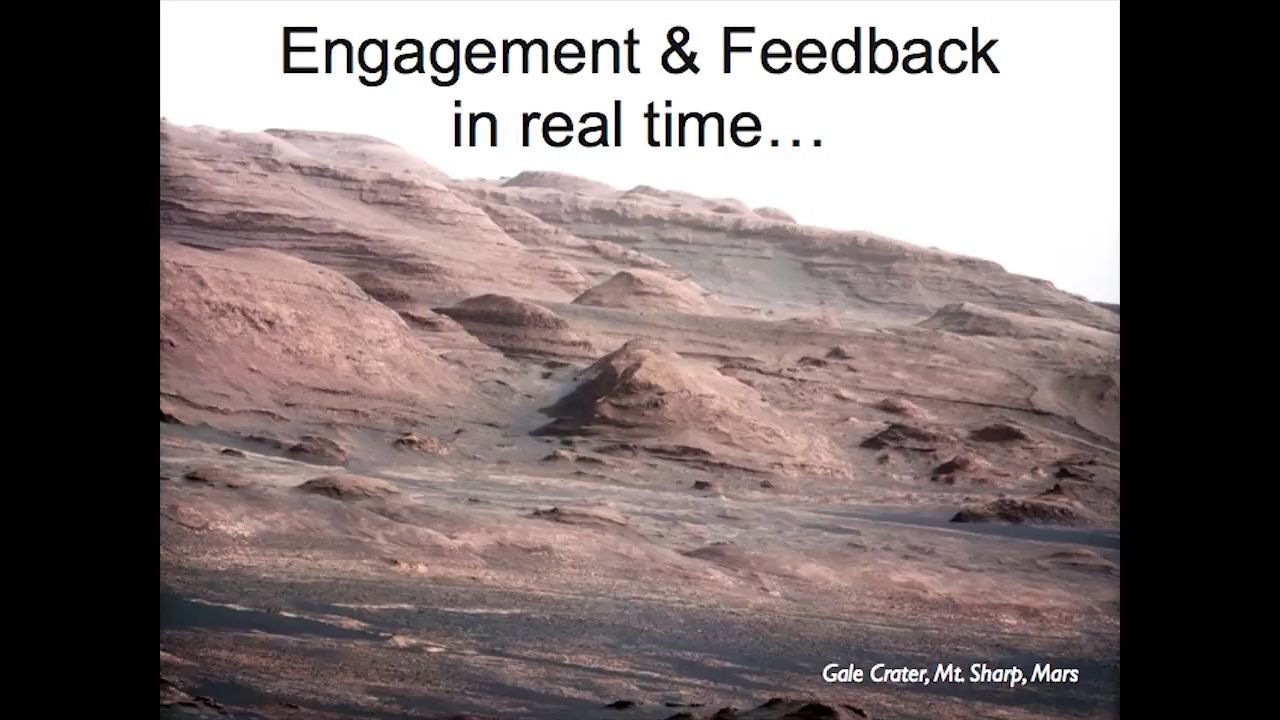 Engagement & Feedback
in real time…
Gale Crater, Mt. Sharp, Mars